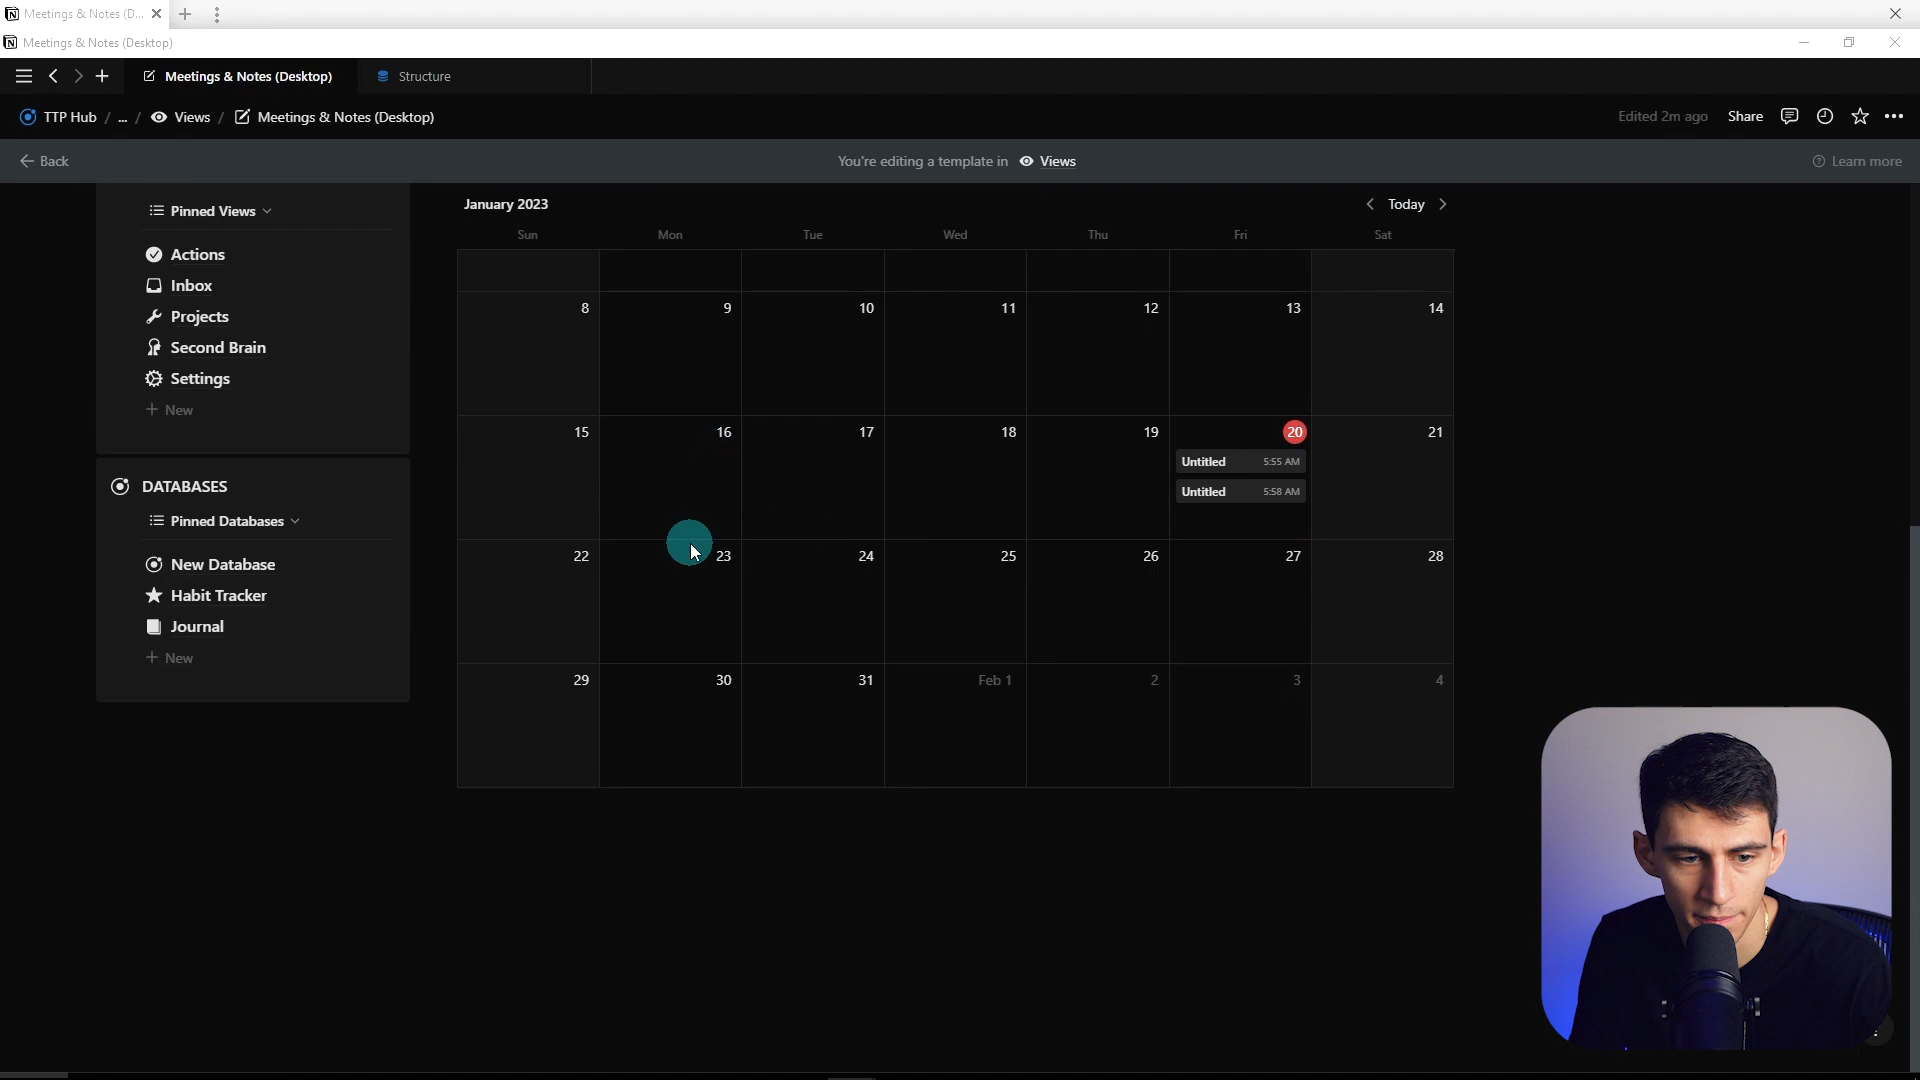 Meetings & Notes (D...
Meetings & Notes (Desktop)
Meetings & Notes (Desktop) Structure
TTP Hub / ... / Views / Meetings & Notes (Desktop) Edited 2m ago Share
Back You're editing a template in Views Learn more
Pinned Views
Actions
Inbox
Projects
Second Brain
Settings
+ New
DATABASES
Pinned Databases
New Database
Habit Tracker
Journal
+ New
January 2023 Today
Sun Mon Tue Wed Thu Fri Sat
8 9 10 11 12 13 14
15 16 17 18 19 20 21
Untitled 5:55 AM
Untitled 5:58 AM
22 23 24 25 26 27 28
29 30 31 Feb 1 2 3 4